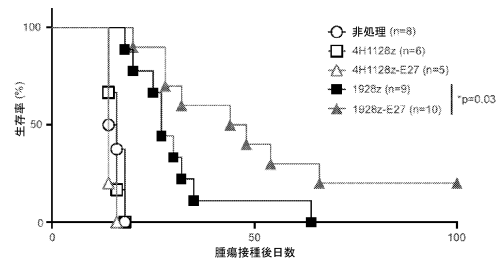 100
50
0
0
50
100
生存率 (%)
腫瘍接種後日数
非処理 (n=8)
4H1128z (n=6)
4H1128z-E27 (n=5)
1928z (n=9)
1928z-E27 (n=10)
*p=0.03